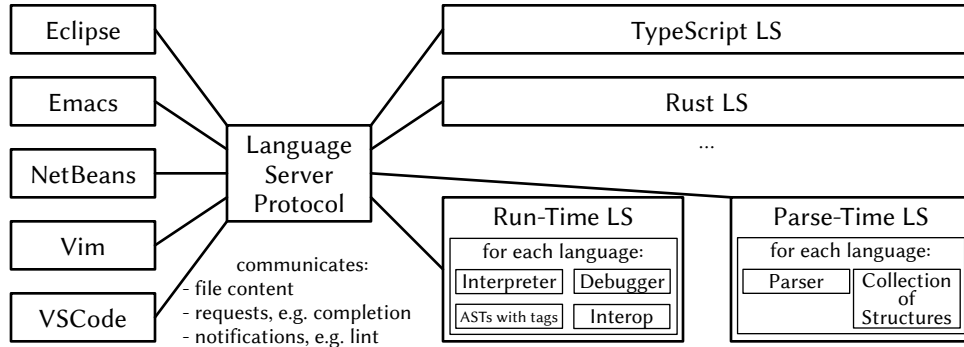 Eclipse
Emacs
NetBeans
Vim
VSCode
Language
Server
Protocol
communicates:
- file content
- requests, e.g. completion
- notifications, e.g. lint
TypeScript LS
Rust LS
...
Run-Time LS
for each language:
Interpreter
Debugger
ASTs with tags
Interop
Parse-Time LS
for each language:
Parser
Collection
of
Structures